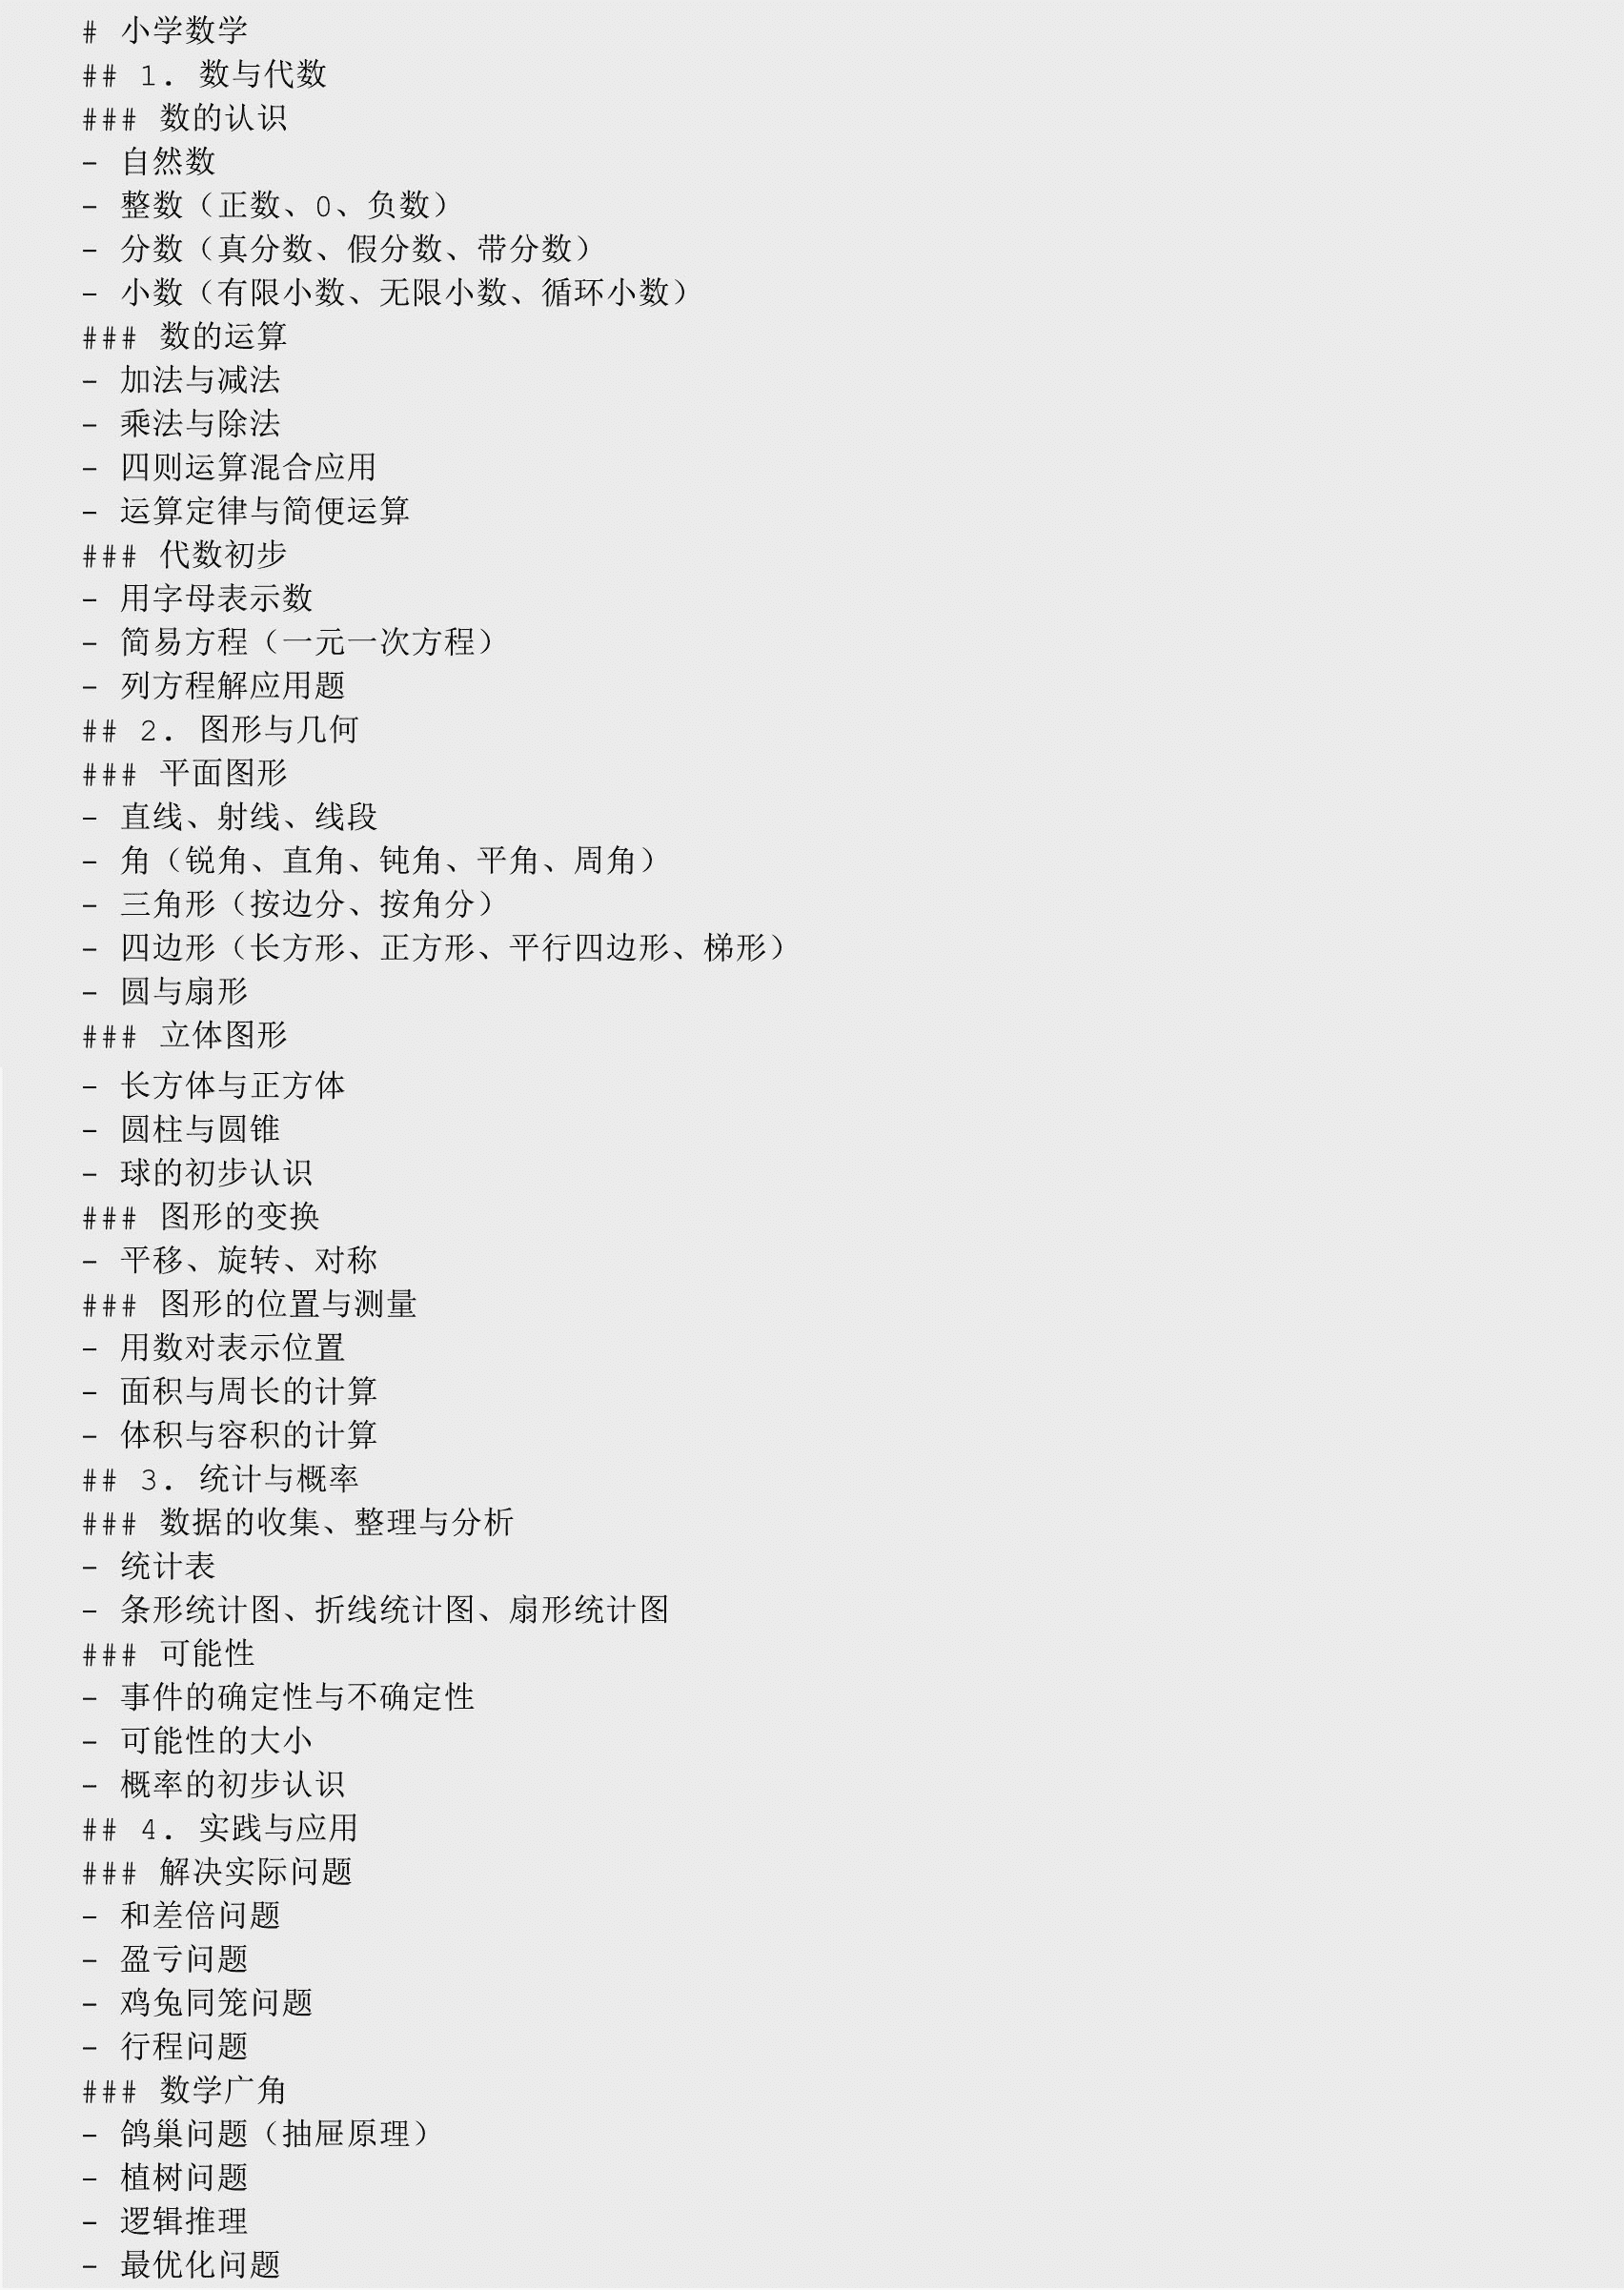 # 小学数学
## 1. 数与代数
### 数的认识
- 自然数
- 整数（正数、0、负数）
- 分数（真分数、假分数、带分数）
- 小数（有限小数、无限小数、循环小数）
### 数的运算
- 加法与减法
- 乘法与除法
- 四则运算混合应用
- 运算定律与简便运算
### 代数初步
- 用字母表示数
- 简易方程（一元一次方程）
- 列方程解应用题
## 2. 图形与几何
### 平面图形
- 直线、射线、线段
- 角（锐角、直角、钝角、平角、周角）
- 三角形（按边分、按角分）
- 四边形（长方形、正方形、平行四边形、梯形）
- 圆与扇形
### 立体图形
- 长方体与正方体
- 圆柱与圆锥
- 球的初步认识
### 图形的变换
- 平移、旋转、对称
### 图形的位置与测量
- 用数对表示位置
- 面积与周长的计算
- 体积与容积的计算
## 3. 统计与概率
### 数据的收集、整理与分析
- 统计表
- 条形统计图、折线统计图、扇形统计图
### 可能性
- 事件的确定性与不确定性
- 可能性的大小
- 概率的初步认识
## 4. 实践与应用
### 解决实际问题
- 和差倍问题
- 盈亏问题
- 鸡兔同笼问题
- 行程问题
### 数学广角
- 鸽巢问题（抽屉原理）
- 植树问题
- 逻辑推理
- 最优化问题